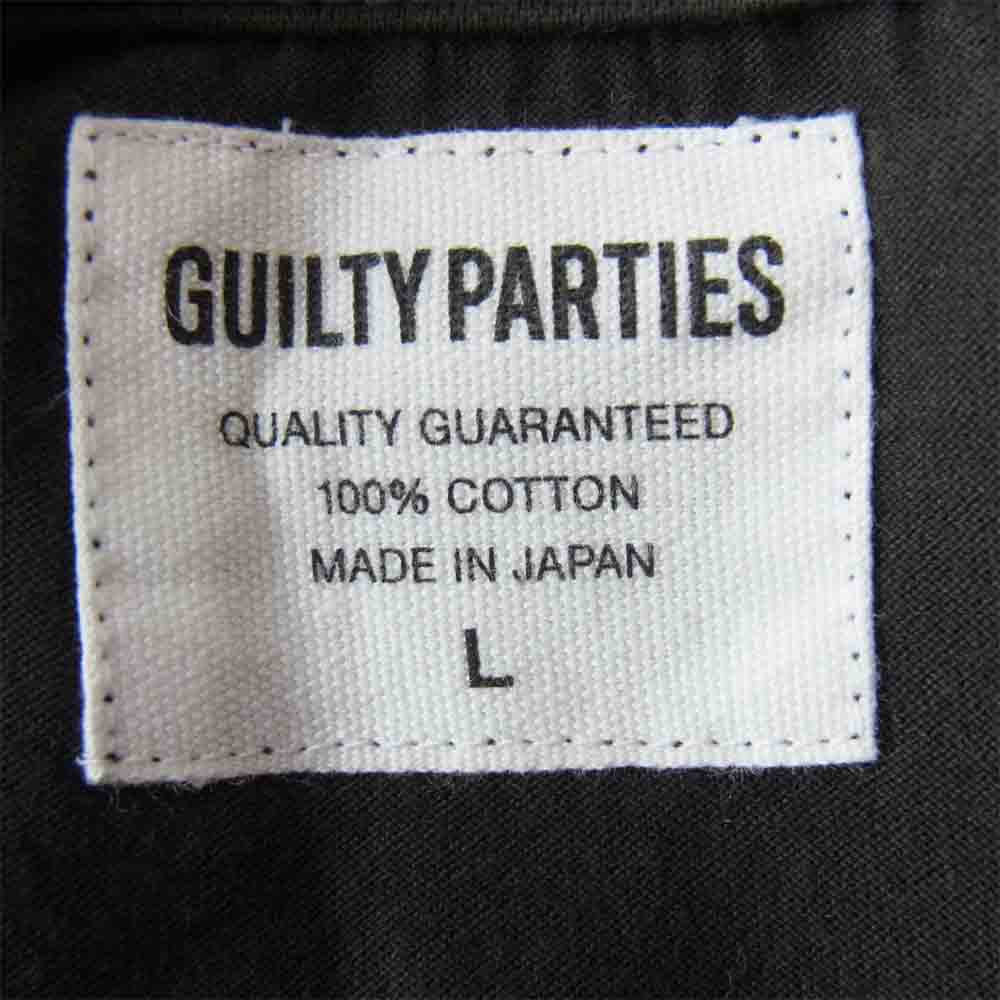 GUILTY PARTIES
QUALITY GUARANTEED
100% COTTON
MADE IN JAPAN
L